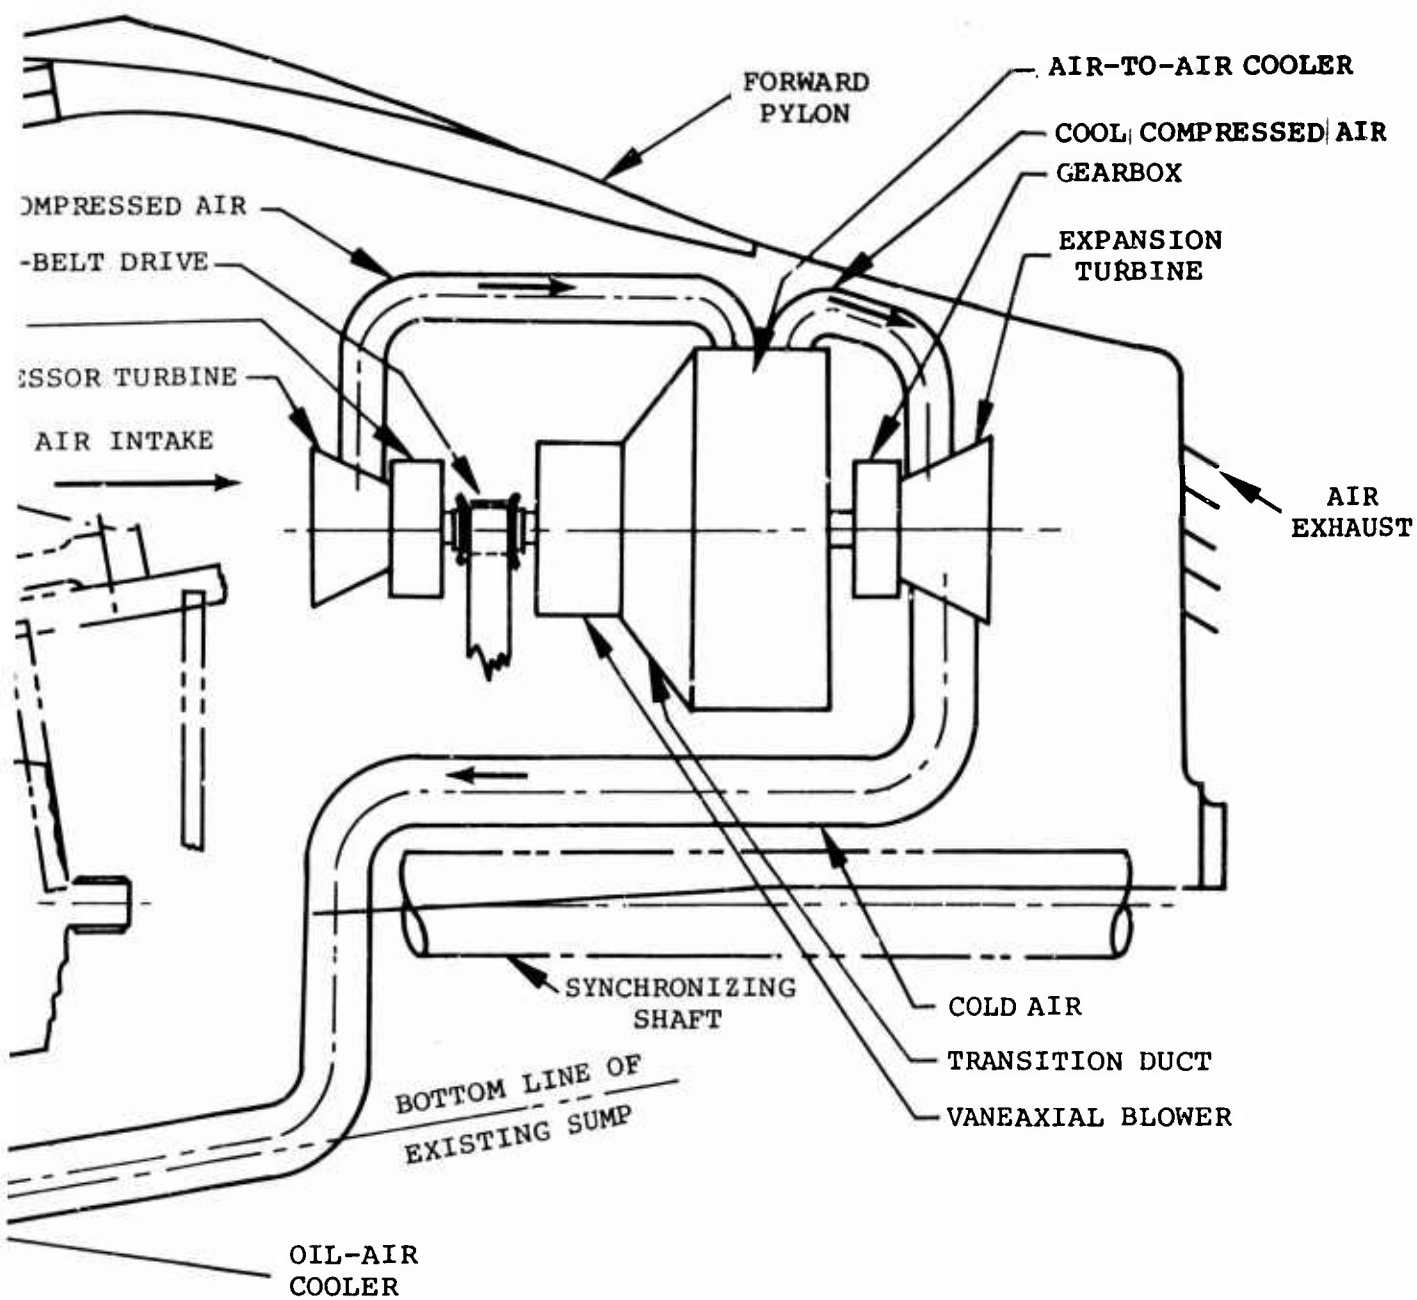 AIR-TO-AIR COOLER
FORWARD
PYLON
COOL COMPRESSED AIR
GEARBOX
OMPRESSED AIR
EXPANSION
TURBINE
-BELT DRIVE
ESSOR TURBINE
AIR INTAKE
AIR
EXHAUST
SYNCHRONIZING
SHAFT
COLD AIR
TRANSITION DUCT
VANEAXIAL BLOWER
BOTTOM LINE OF
EXISTING SUMP
OIL-AIR
COOLER